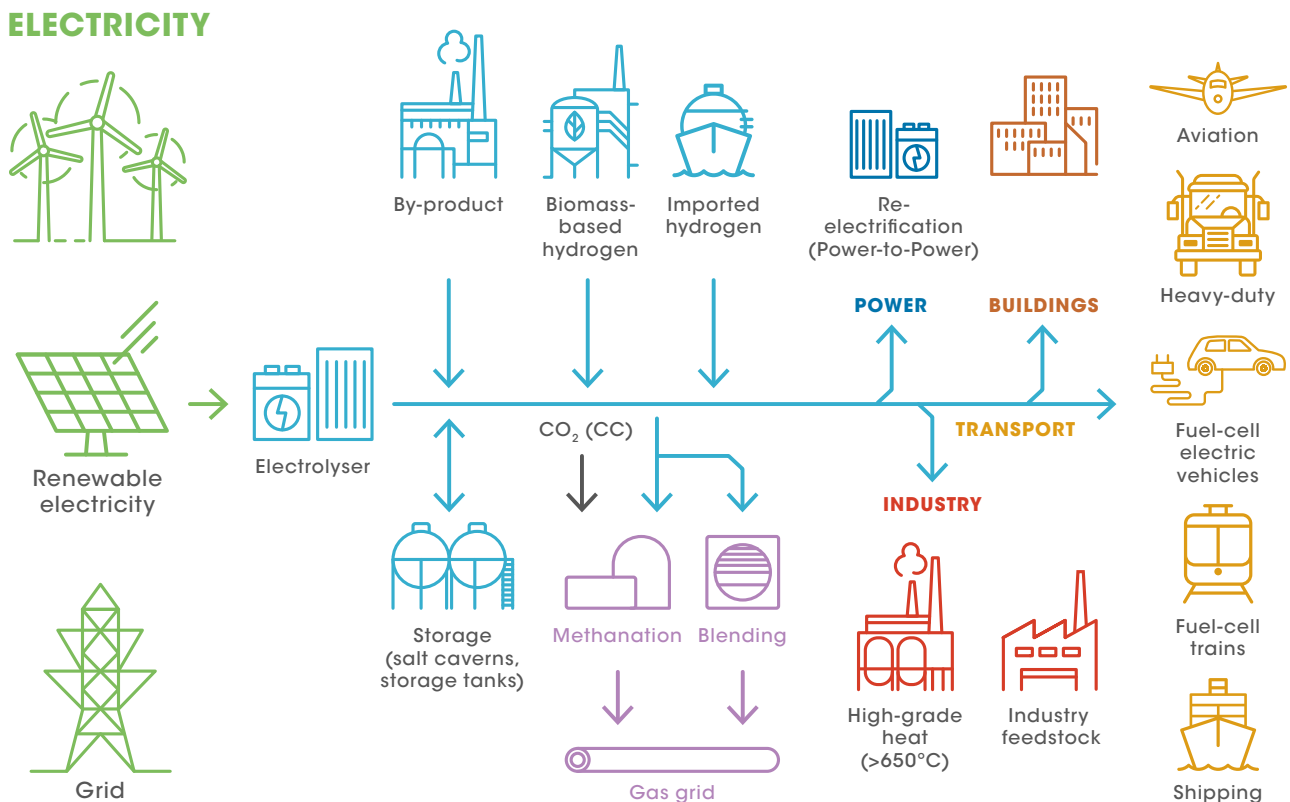 ELECTRICITY
Renewable
electricity
Grid
Electrolyser
By-product
Biomass-
based
hydrogen
Imported
hydrogen
Re-
electrification
(Power-to-Power)
POWER
BUILDINGS
TRANSPORT
INDUSTRY
CO₂ (CC)
Storage
(salt caverns,
storage tanks)
Methanation
Blending
Gas grid
High-grade
heat
(>650°C)
Industry
feedstock
Aviation
Heavy-duty
Fuel-cell
electric
vehicles
Fuel-cell
trains
Shipping